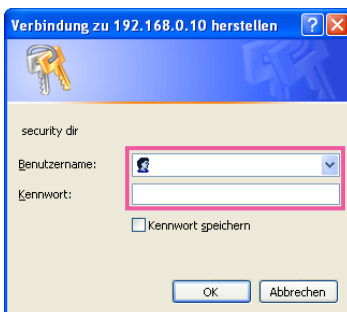 Verbindung zu 192.168.0.10 herstellen
security dir
Benutzername:
Kennwort:
Kennwort speichern
OK
Abbrechen